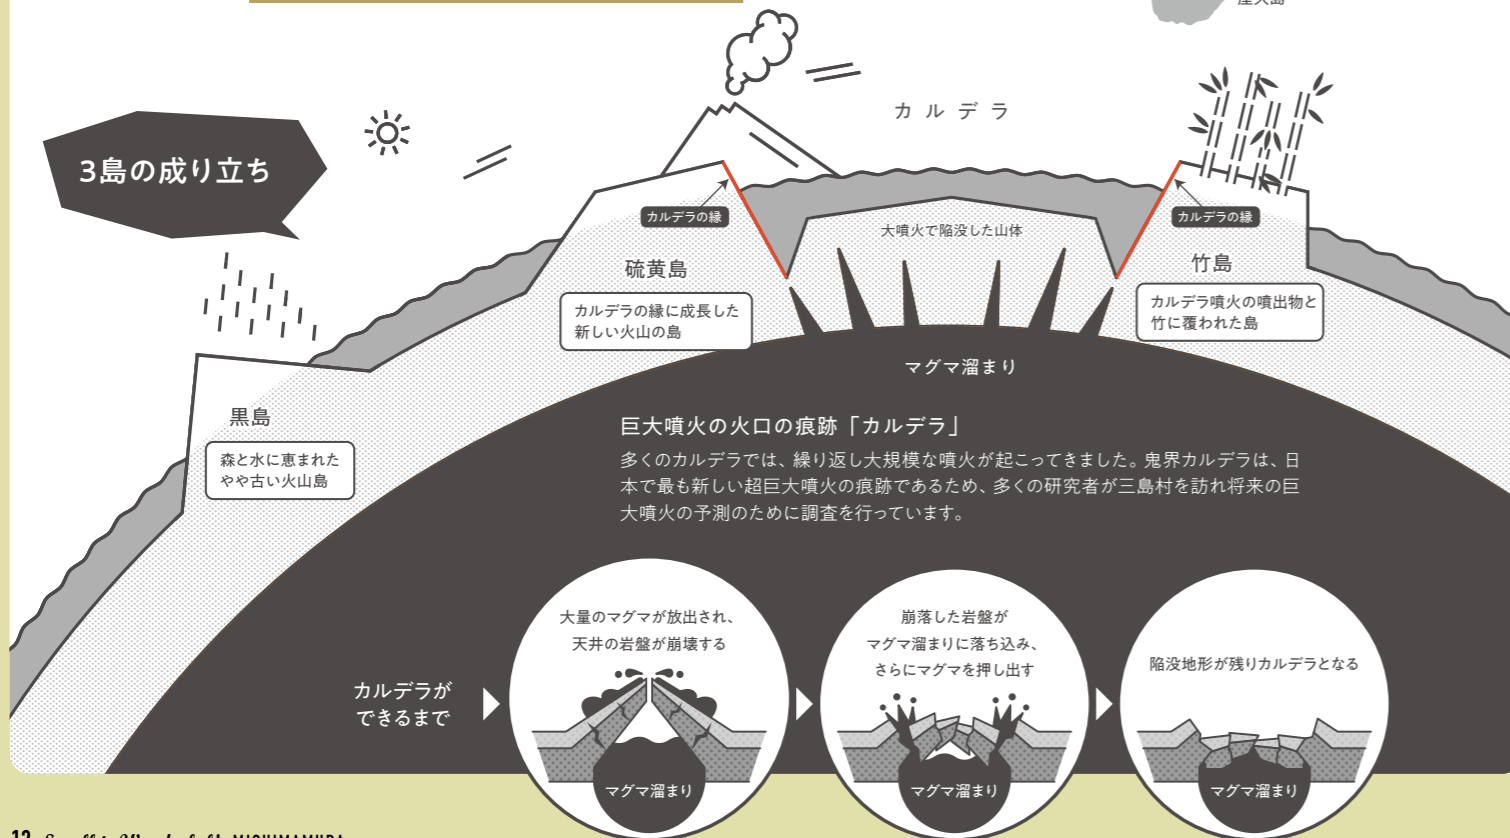 カルデラ
3島の成り立ち
カルデラの縁
カルデラの縁
大噴火で陥没した山体
硫黄島
カルデラの縁に成長した
新しい火山の島
竹島
カルデラ噴火の噴出物と
竹に覆われた島
黒島
森と水に恵まれた
やや古い火山島
マグマ溜まり
巨大噴火の火口の痕跡「カルデラ」
多くのカルデラでは、繰り返し大規模な噴火が起こってきました。鬼界カルデラは、日
本で最も新しい超巨大噴火の痕跡であるため、多くの研究者が三島村を訪れ将来の巨
大噴火の予測のために調査を行っています。
カルデラが
できるまで
大量のマグマが放出され、
天井の岩盤が崩壊する
マグマ溜まり
崩落した岩盤が
マグマ溜まりに落ち込み、
さらにマグマを押し出す
マグマ溜まり
陥没地形が残りカルデラとなる
マグマ溜まり